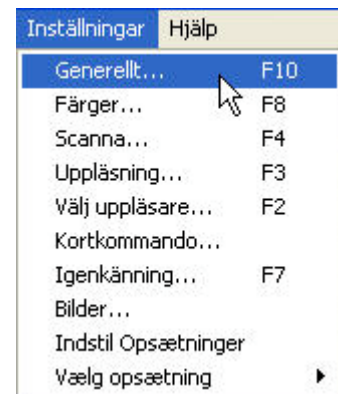 Inställningar Hjälp
Generellt... F10
Färger... F8
Scanna... F4
Uppläsning... F3
Välj uppläsare... F2
Kortkommando...
Igenkänning... F7
Bilder...
Indstil Opsætninger
Vælg opsætning